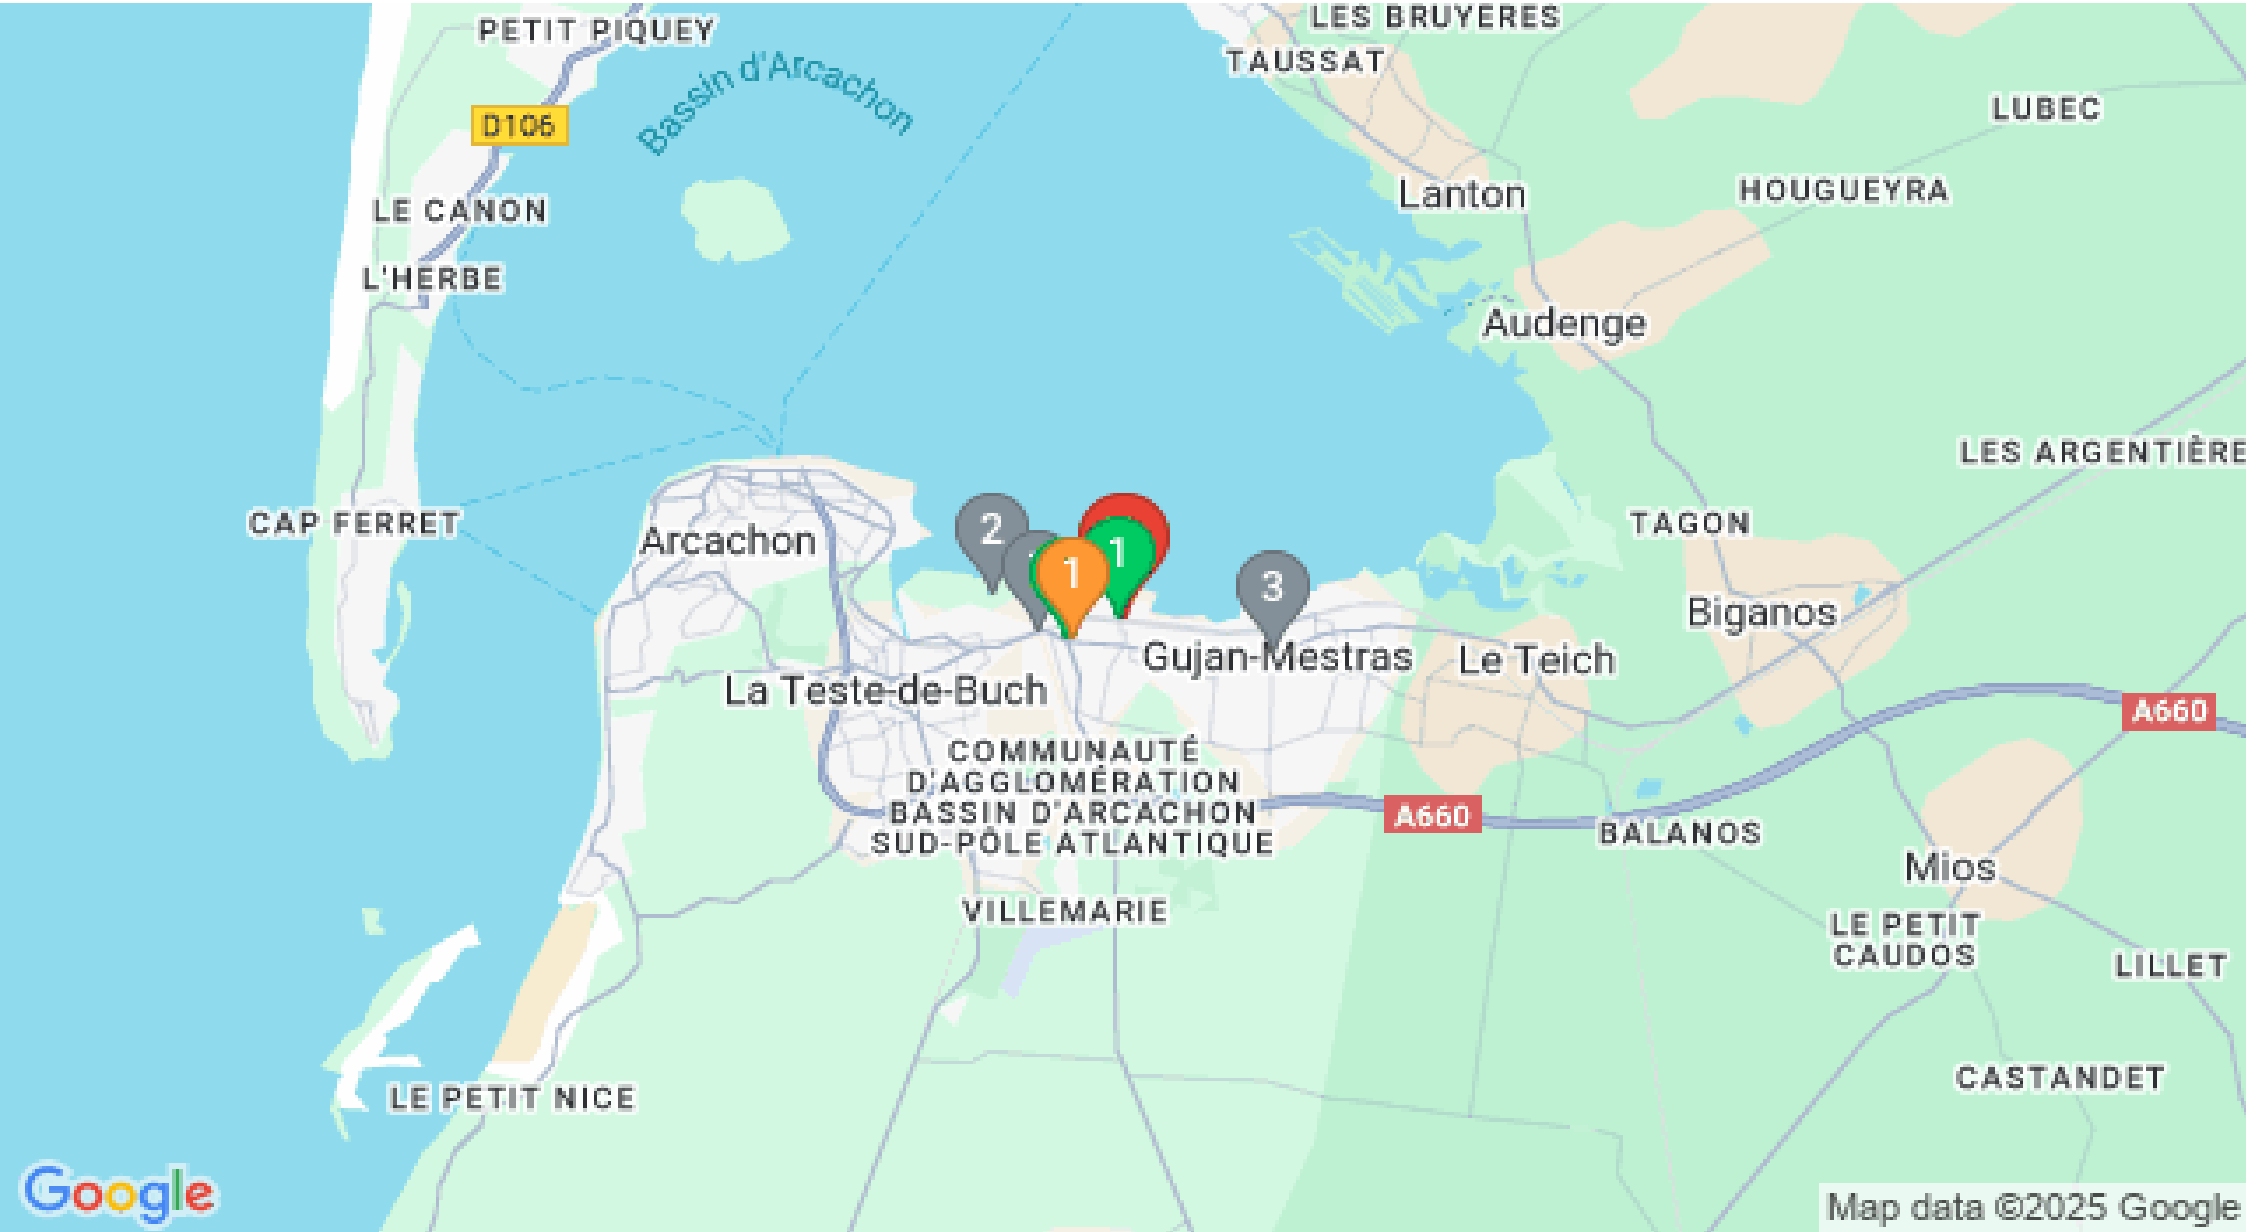 PETIT PIQUEY
LES BRUYÈRES
TAUSSAT
Bassin d'Arcachon
D106
LUBEC
Lanton
HOUGUEYRA
LE CANON
L'HERBE
Audenge
LES ARGENTIÈRE
CAP FERRET
Arcachon
2
1
1
3
TAGON
Biganos
Gujan-Mestras
Le Teich
La Teste-de-Buch
A660
COMMUNAUTÉ
D'AGGLOMÉRATION
BASSIN D'ARCACHON
SUD-PÔLE ATLANTIQUE
A660
BALANOS
Mios
VILLEMARIE
LE PETIT
CAUDOS
LILLET
LE PETIT NICE
CASTANDET
Google
Map data ©2025 Google